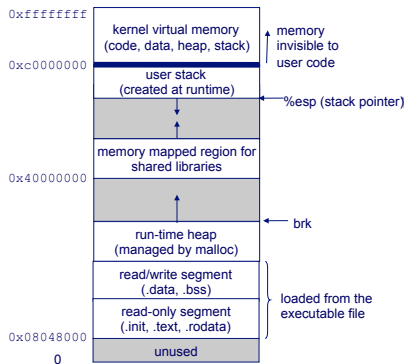 0xffffffff
kernel virtual memory
(code, data, heap, stack)
memory
invisible to
user code
0xc0000000
user stack
(created at runtime)
%esp (stack pointer)
memory mapped region for
shared libraries
0x40000000
brk
run-time heap
(managed by malloc)
read/write segment
(.data, .bss)
loaded from the
executable file
read-only segment
(.init, .text, .rodata)
0x08048000
unused
0